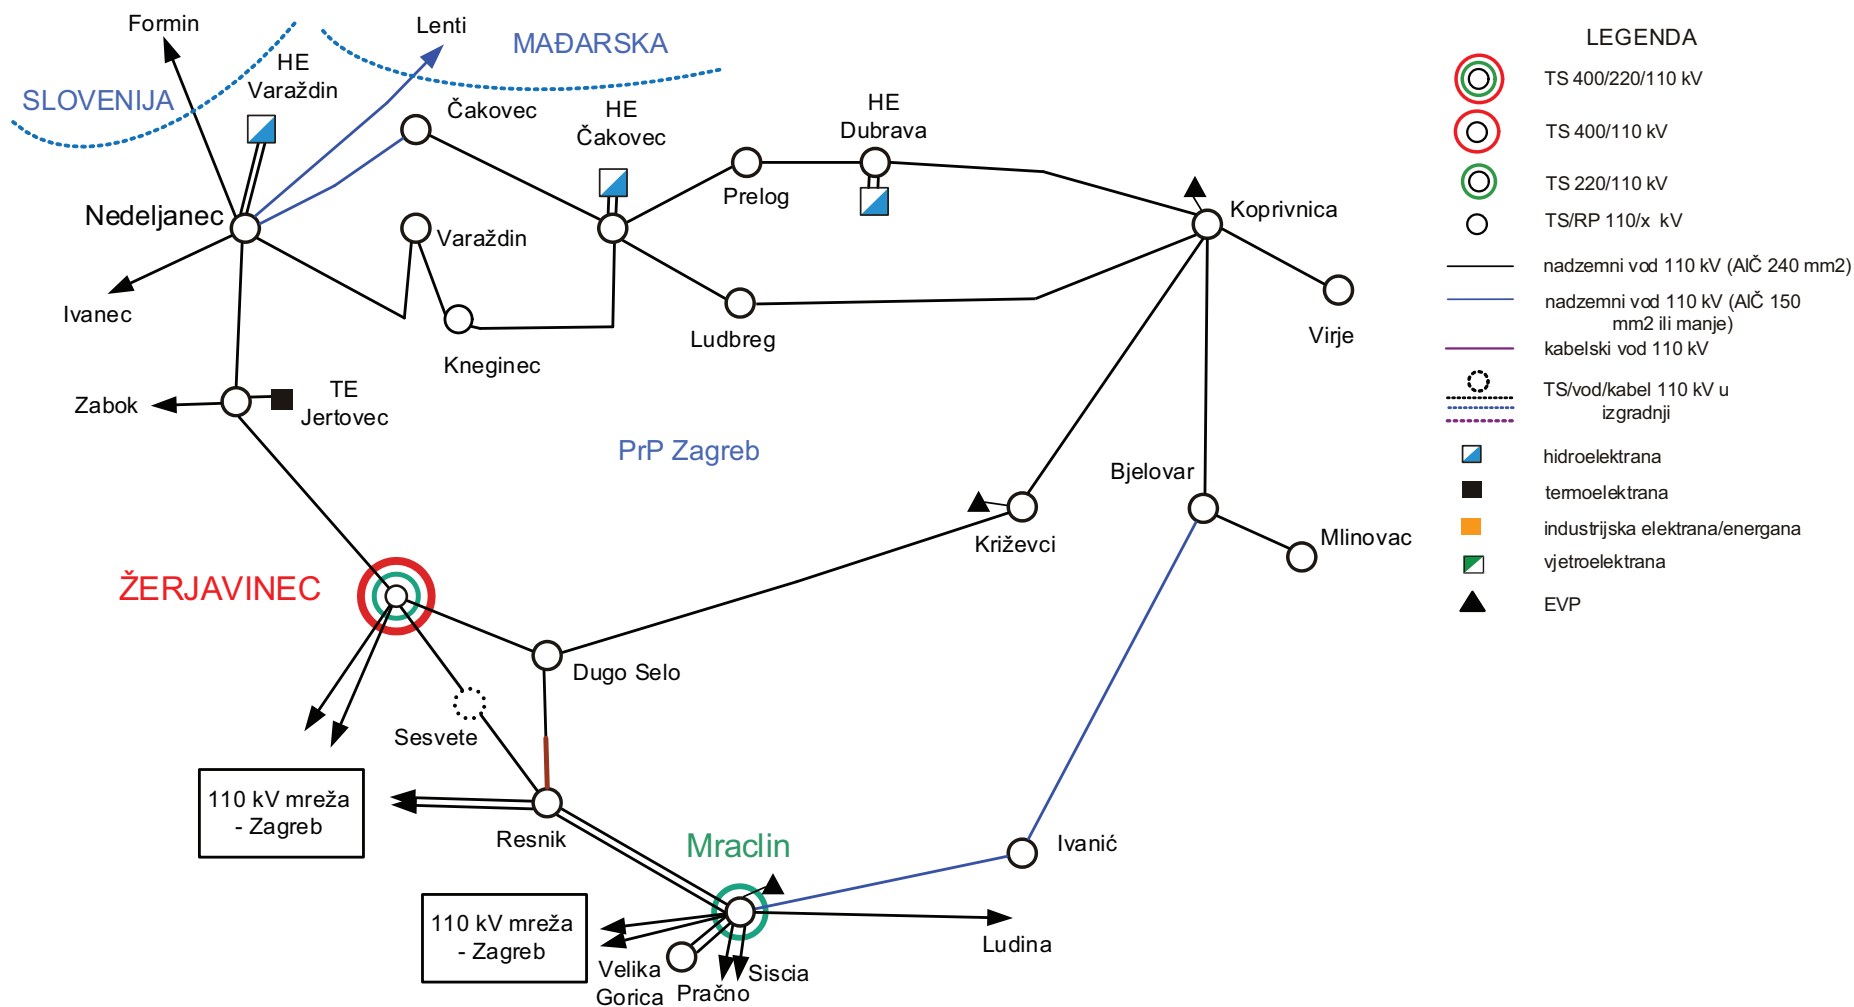 Formin
Lenti
MAĐARSKA
HE
Varaždin
SLOVENIJA
Čakovec
HE
Čakovec
HE
Dubrava
Prelog
Nedeljanec
Varaždin
Koprivnica
Ivanec
Kneginec
Ludbreg
Virje
Zabok
TE
Jertovec
PrP Zagreb
Bjelovar
Križevci
Mlinovac
ŽERJAVINEC
Dugo Selo
Sesvete
110 kV mreža
- Zagreb
Resnik
Mraclin
Ivanić
110 kV mreža
- Zagreb
Ludina
Velika
Gorica
Pračno
Siscia
LEGENDA
TS 400/220/110 kV
TS 400/110 kV
TS 220/110 kV
TS/RP 110/x kV
nadzemni vod 110 kV (AlČ 240 mm2)
nadzemni vod 110 kV (AlČ 150
mm2 ili manje)
kabelski vod 110 kV
TS/vod/kabel 110 kV u
izgradnji
hidroelektrana
termoelektrana
industrijska elektrana/energana
vjetroelektrana
EVP